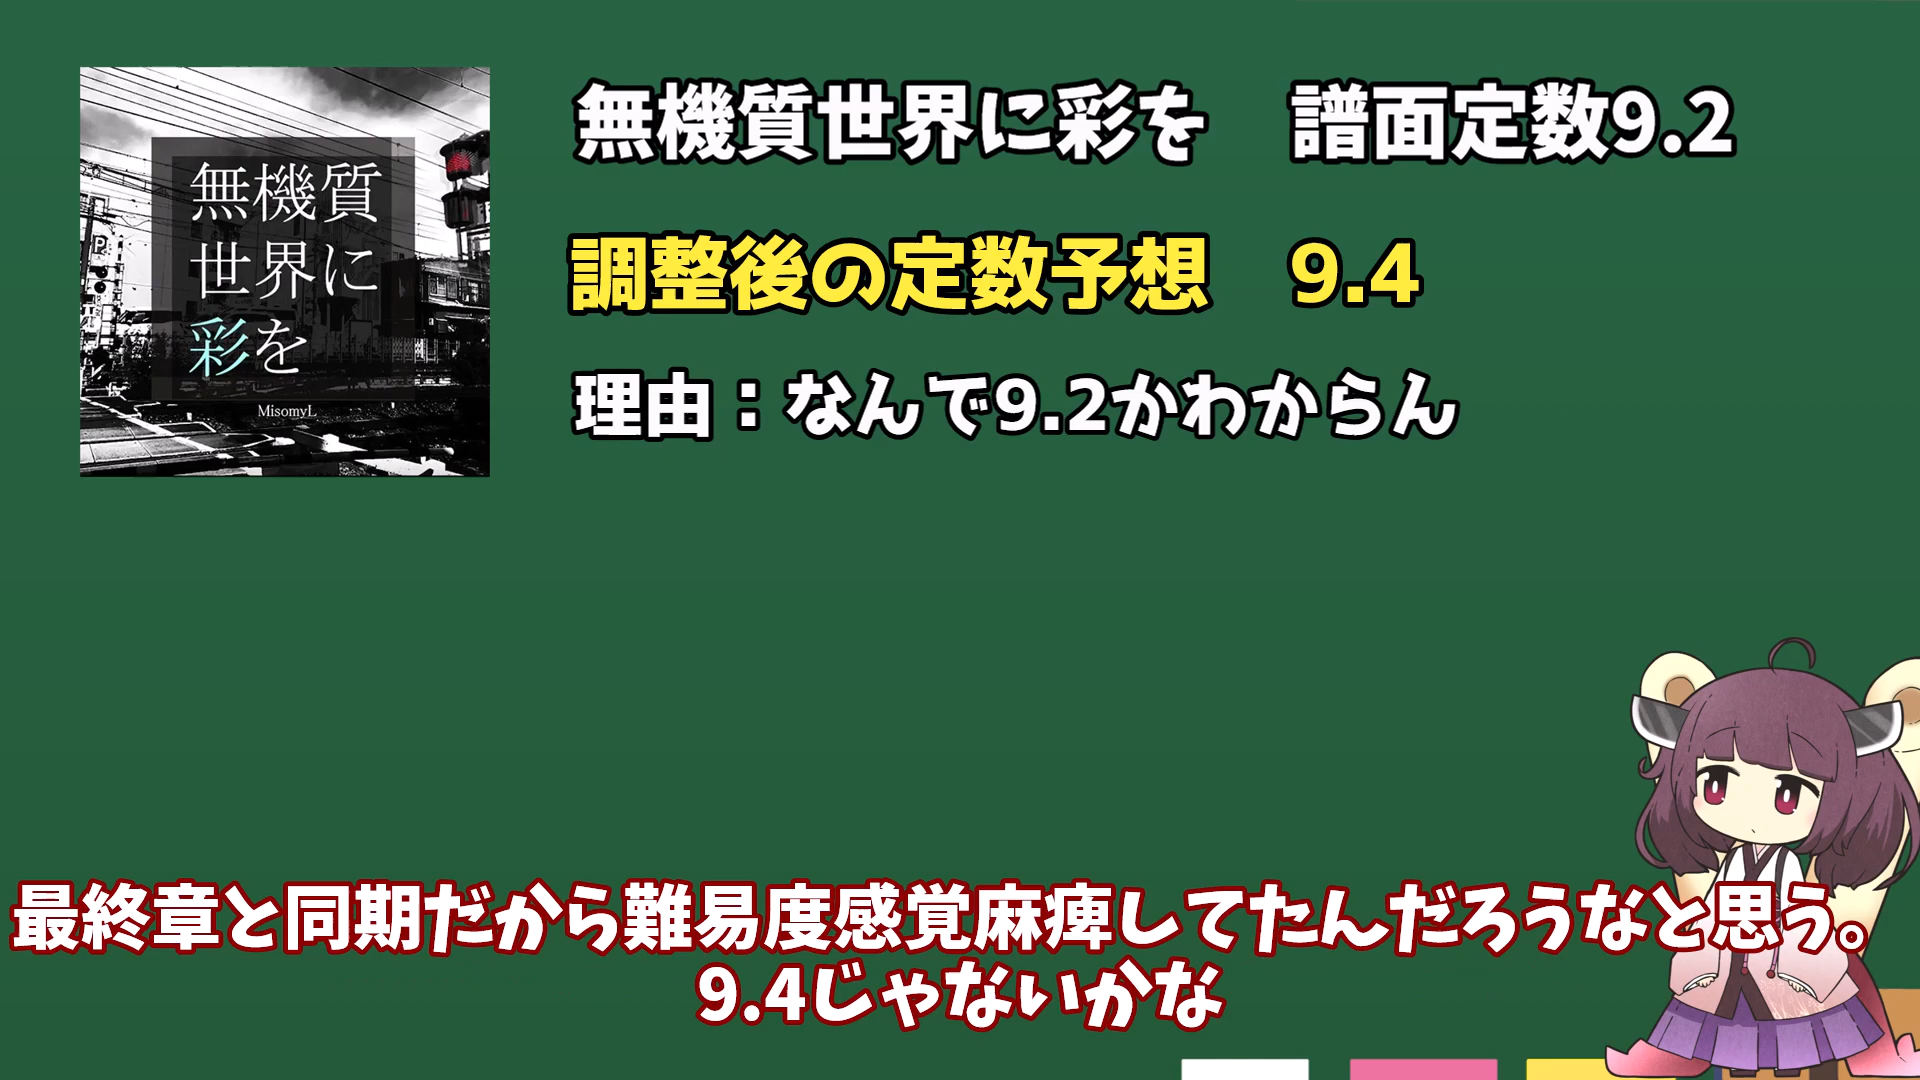 無機質世界に彩を　譜面定数9.2
無機質
世界に
彩を
MisomyL
P
調整後の定数予想　9.4
理由：なんで9.2かわからん
最終章と同期だから難易度感覚麻痺してたんだろうなと思う。
9.4じゃないかな